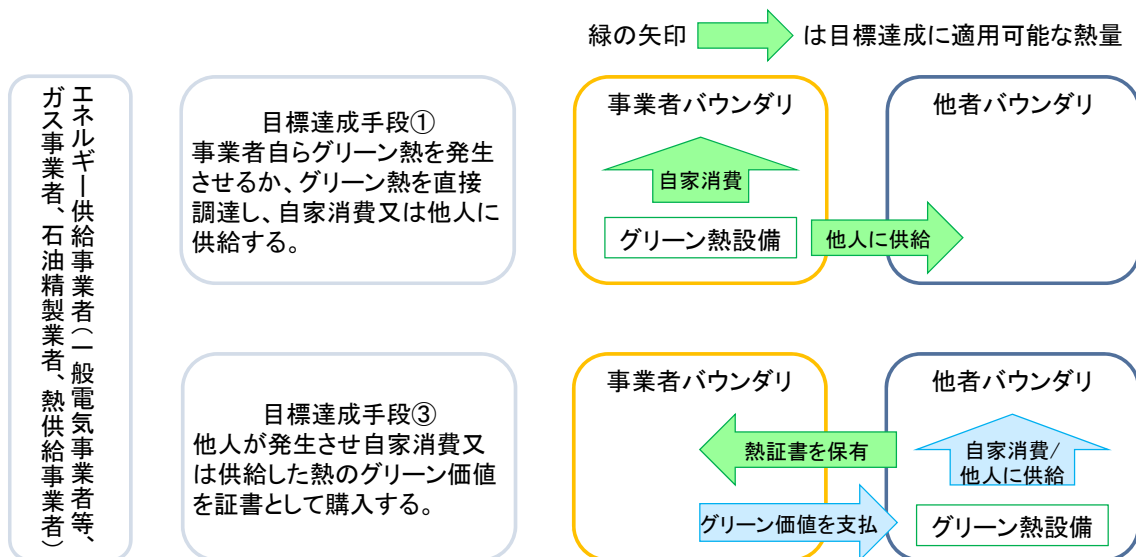 緑の矢印
は目標達成に適用可能な熱量
エネルギー供給事業者（一般電気事業者等、
ガス事業者、石油精製業者、熱供給事業者）
目標達成手段①
事業者自らグリーン熱を発生
させるか、グリーン熱を直接
調達し、自家消費又は他人に
供給する。
事業者バウンダリ
自家消費
グリーン熱設備
他人に供給
他者バウンダリ
目標達成手段③
他人が発生させ自家消費又
は供給した熱のグリーン価値
を証書として購入する。
事業者バウンダリ
熱証書を保有
グリーン価値を支払
他者バウンダリ
自家消費/
他人に供給
グリーン熱設備